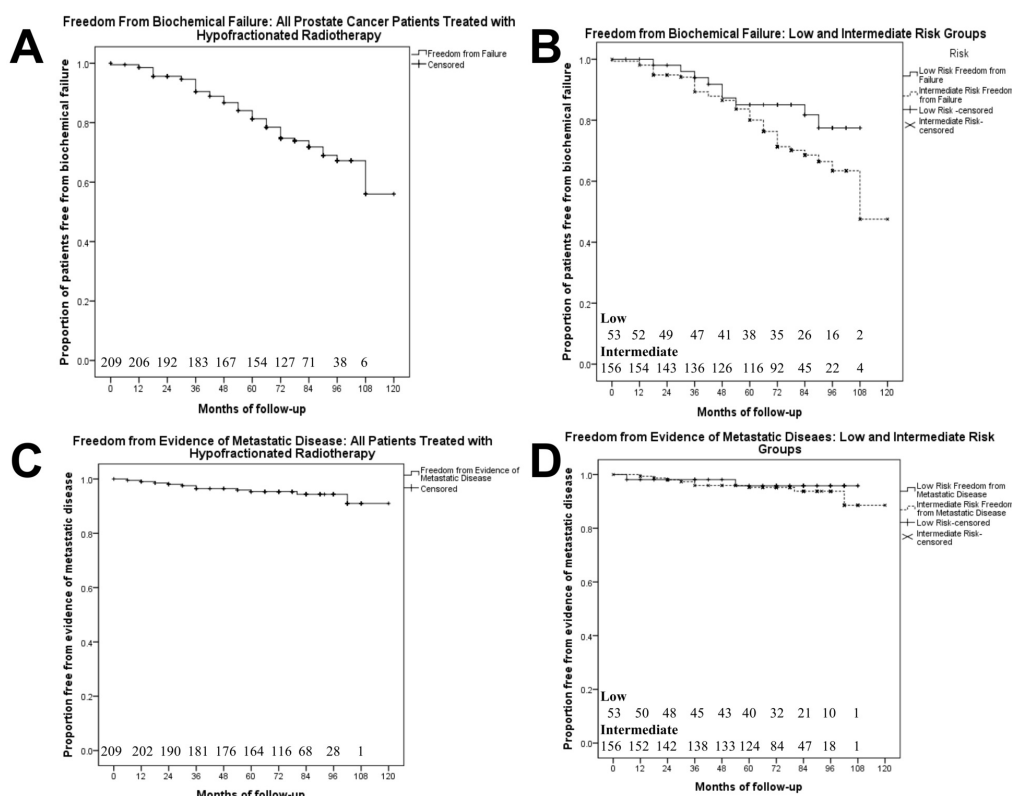 A
Freedom From Biochemical Failure: All Prostate Cancer Patients Treated with
Hypofractionated Radiotherapy
Proportion of patients free from biochemical failure
1.0
0.8
0.6
0.4
0.2
0.0
Freedom from Failure
Censored
209 206 192 183 167 154 127 71 38 6
0 12 24 36 48 60 72 84 96 108 120
Months of follow-up
B
Freedom from Biochemical Failure: Low and Intermediate Risk Groups
Proportion of patients free from biochemical failure
1.0
0.8
0.6
0.4
0.2
0.0
Risk
Low Risk Freedom from
Failure
Intermediate Risk Freedom
from Failure
Low Risk -censored
Intermediate Risk-
censored
Low
53 52 49 47 41 38 35 26 16 2
Intermediate
156 154 143 136 126 116 92 45 22 4
0 12 24 36 48 60 72 84 96 108 120
Months of follow-up
C
Freedom from Evidence of Metastatic Disease: All Patients Treated with
Hypofractionated Radiotherapy
Proportion free from evidence of metastatic disease
1.0
0.8
0.6
0.4
0.2
0.0
Freedom from Evidence of
Metastatic Disease
Censored
209 202 190 181 176 164 116 68 28 1
0 12 24 36 48 60 72 84 96 108 120
Months of follow-up
D
Freedom from Evidence of Metastatic Diseaes: Low and Intermediate Risk
Groups
Proportion free from evidence of metastatic disease
1.0
0.8
0.6
0.4
0.2
0.0
Low Risk Freedom from
Metastatic Disease
Intermediate Risk Freedom
from Metastatic Disease
Low Risk-censored
Intermediate Risk-
censored
Low
53 50 48 45 43 40 32 21 10 1
Intermediate
156 152 142 138 133 124 84 47 18 1
0 12 24 36 48 60 72 84 96 108 120
Months of follow-up